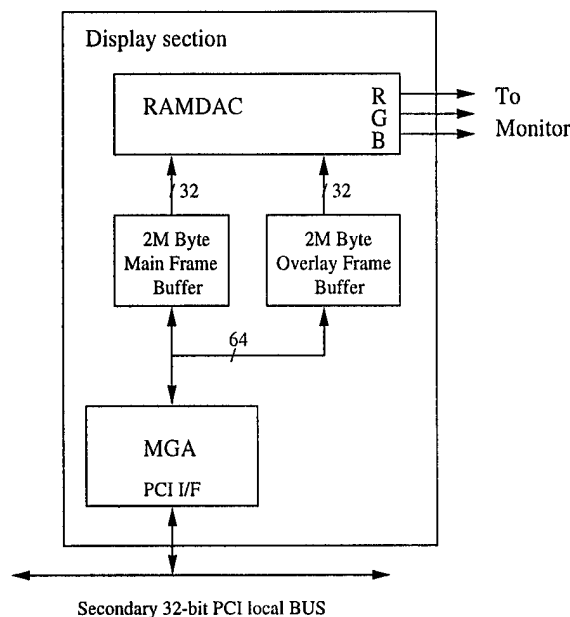 Display section
RAMDAC
R
G
B
To
Monitor
32
32
2M Byte
Main Frame
Buffer
2M Byte
Overlay Frame
Buffer
64
MGA
PCI I/F
Secondary 32-bit PCI local BUS